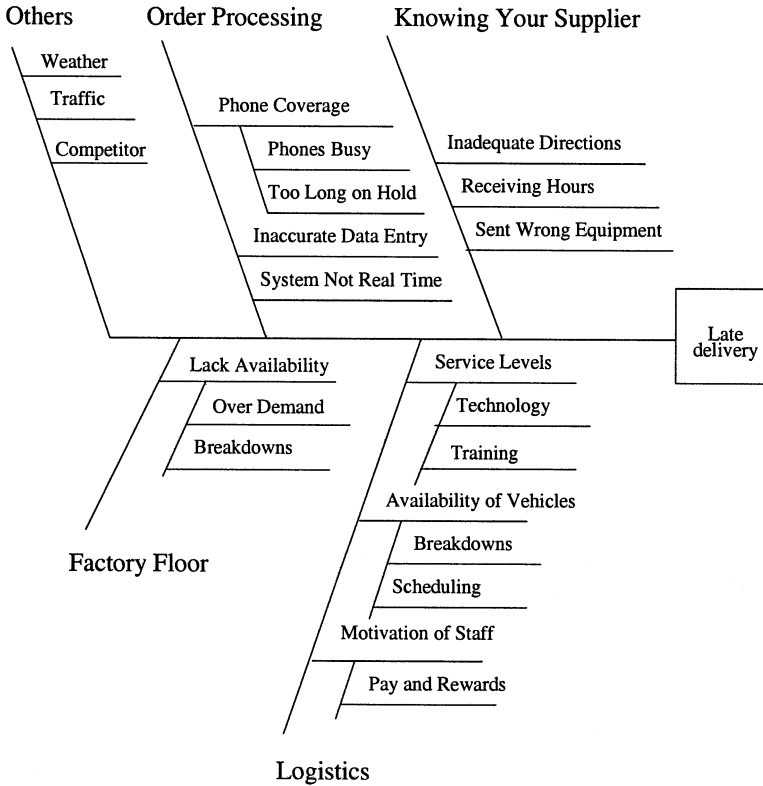 Others
Order Processing
Knowing Your Supplier
Weather
Traffic
Competitor
Phone Coverage
Phones Busy
Too Long on Hold
Inaccurate Data Entry
System Not Real Time
Inadequate Directions
Receiving Hours
Sent Wrong Equipment
Late
delivery
Lack Availability
Over Demand
Breakdowns
Factory Floor
Service Levels
Technology
Training
Availability of Vehicles
Breakdowns
Scheduling
Motivation of Staff
Pay and Rewards
Logistics